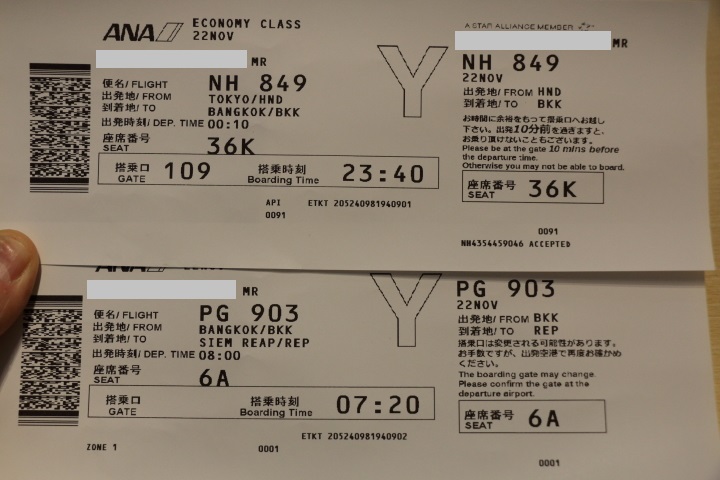 ANA ECONOMY CLASS
22NOV
MR
便名/ FLIGHT NH 849
出発地/ FROM TOKYO/HND
到着地/ TO BANGKOK/BKK
出発時刻/ DEP. TIME 00:10
座席番号
SEAT 36K
搭乗口
GATE 109 搭乗時刻
Boarding Time 23:40
API ETKT 205240981940901
0091
Y
A STAR ALLIANCE MEMBER
MR
NH 849
22NOV
出発地/ FROM HND
到着地/ TO BKK
お時間に余裕をもって搭乗口へお越し
下さい。出発10分前を過ぎますと、
お乗り頂けないこともございます。
Please be at the gate 10 mins before
the departure time.
Otherwise you may not be able to board.
座席番号
SEAT 36K
0091
NH4354459046 ACCEPTED
ANA
MR
便名/ FLIGHT PG 903
出発地/ FROM BANGKOK/BKK
到着地/ TO SIEM REAP/REP
出発時刻/ DEP. TIME 08:00
座席番号
SEAT 6A
搭乗口
GATE 搭乗時刻
Boarding Time 07:20
ETKT 205240981940902
ZONE 1 0001
Y
PG 903
22NOV
出発地/ FROM BKK
到着地/ TO REP
搭乗口は変更される可能性があります。
お手数ですが、出発空港で再度お確かめ
ください。
The boarding gate may change.
Please confirm the gate at the
departure airport.
座席番号
SEAT 6A
0001